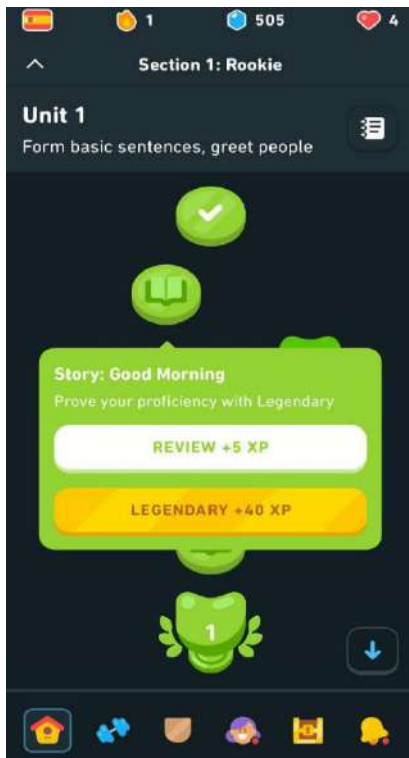 1
505
4
Section 1: Rookie
Unit 1
Form basic sentences, greet people
Story: Good Morning
Prove your proficiency with Legendary
REVIEW +5 XP
LEGENDARY +40 XP
1